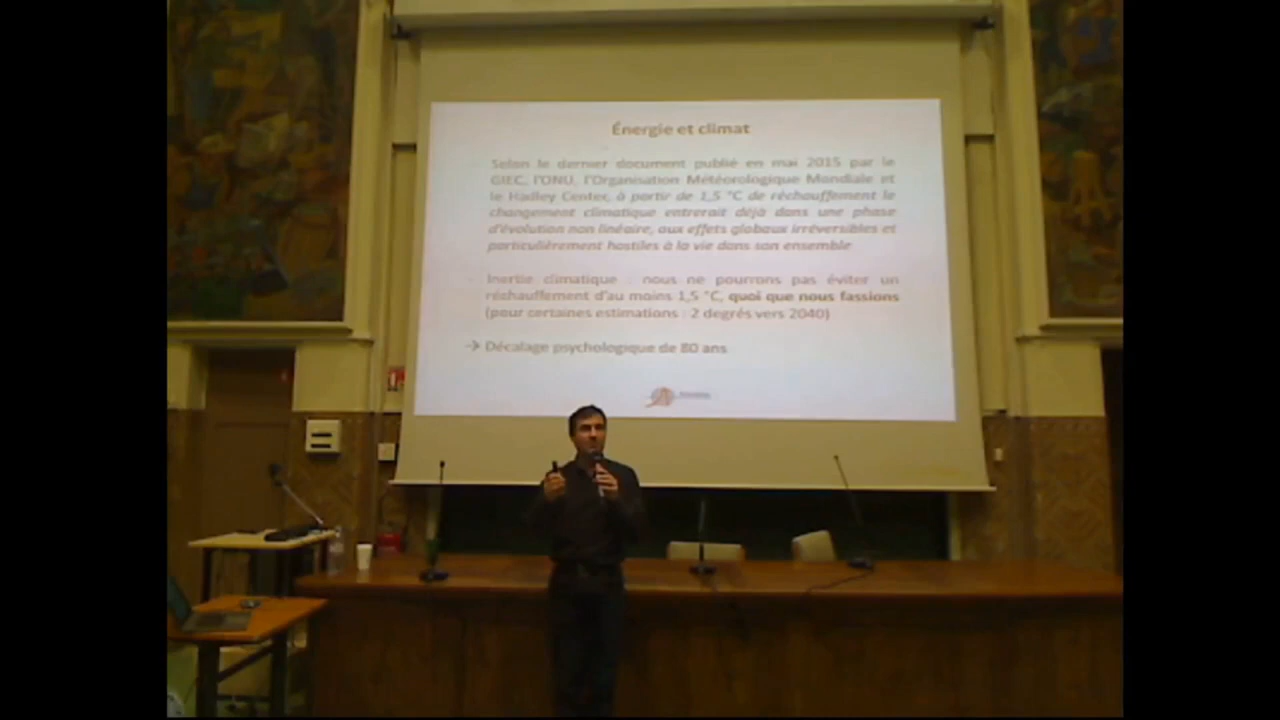 Énergie et climat
Selon le dernier document publié en mai 2015 par le
GIEC, l'ONU, l'Organisation Météorologique Mondiale et
le Hadley Center, à partir de 1,5 °C de réchauffement le
changement climatique entrerait déjà dans une phase
d'évolution non linéaire, aux effets globaux irréversibles et
particulièrement hostiles à la vie dans son ensemble
- Inertie climatique : nous ne pourrons pas éviter un
réchauffement d'au moins 1,5 °C, quoi que nous fassions
(pour certaines estimations : 2 degrés vers 2040)
→ Décalage psychologique de 80 ans